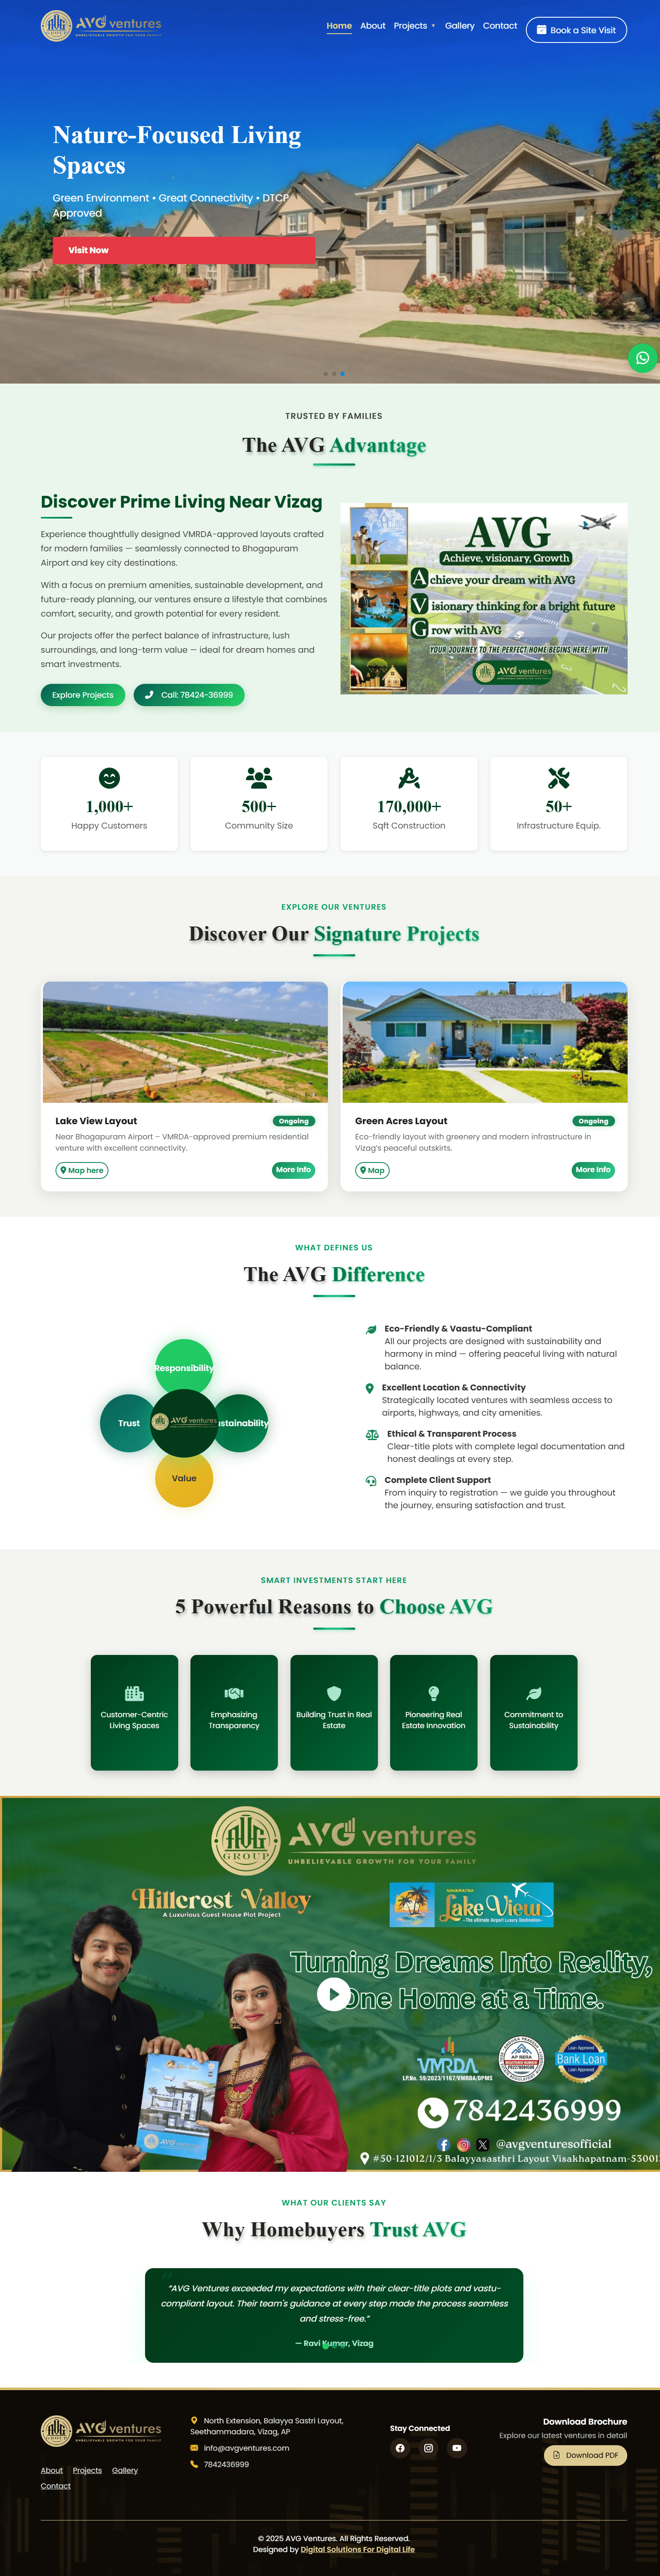 AVG ventures
UNBELIEVABLE GROWTH FOR YOUR FAMILY
Home About Projects ▾ Gallery Contact Book a Site Visit
Nature-Focused Living
Spaces
Green Environment • Great Connectivity • DTCP
Approved
Visit Now
TRUSTED BY FAMILIES
The AVG Advantage
Discover Prime Living Near Vizag
Experience thoughtfully designed VMRDA-approved layouts crafted
for modern families — seamlessly connected to Bhogapuram
Airport and key city destinations.
With a focus on premium amenities, sustainable development, and
future-ready planning, our ventures ensure a lifestyle that combines
comfort, security, and growth potential for every resident.
Our projects offer the perfect balance of infrastructure, lush
surroundings, and long-term value — ideal for dream homes and
smart investments.
Explore Projects
Call: 78424-36999
AVG
Achieve, visionary, Growth
Achieve your dream with AVG
Visionary thinking for a bright future
Grow with AVG
YOUR JOURNEY TO THE PERFECT HOME BEGINS HERE WITH
AVG ventures
1,000+
Happy Customers
500+
Community Size
170,000+
Sqft Construction
50+
Infrastructure Equip.
EXPLORE OUR VENTURES
Discover Our Signature Projects
Lake View Layout
Ongoing
Near Bhogapuram Airport – VMRDA-approved premium residential
venture with excellent connectivity.
Map here
More Info
Green Acres Layout
Ongoing
Eco-friendly layout with greenery and modern infrastructure in
Vizag’s peaceful outskirts.
Map
More Info
WHAT DEFINES US
The AVG Difference
Responsibility
Trust
AVG ventures
stainability
Value
Eco-Friendly & Vaastu-Compliant
All our projects are designed with sustainability and
harmony in mind — offering peaceful living with natural
balance.
Excellent Location & Connectivity
Strategically located ventures with seamless access to
airports, highways, and city amenities.
Ethical & Transparent Process
Clear-title plots with complete legal documentation and
honest dealings at every step.
Complete Client Support
From inquiry to registration — we guide you throughout
the journey, ensuring satisfaction and trust.
SMART INVESTMENTS START HERE
5 Powerful Reasons to Choose AVG
Customer-Centric
Living Spaces
Emphasizing
Transparency
Building Trust in Real
Estate
Pioneering Real
Estate Innovation
Commitment to
Sustainability
AVG
GROUP
AVG ventures
UNBELIEVABLE GROWTH FOR YOUR FAMILY
Hillcrest Valley
A Luxurious Guest House Plot Project
NAVARATNA
Lake View
The ultimate Airport Luxury Destination
Turning Dreams Into Reality,
One Home at a Time.
VMRDA
L.P.No. 59/2023/1167/VMRDA/DPMS
AP RERA
Loan Approved
Bank Loan
7842436999
@avgventuresofficial
#50-121012/1/3 Balayyasasthri Layout Visakhapatnam-53001
AVG ventures
WHAT OUR CLIENTS SAY
Why Homebuyers Trust AVG
“AVG Ventures exceeded my expectations with their clear-title plots and vastu-
compliant layout. Their team's guidance at every step made the process seamless
and stress-free.”
— Ravi Kumar, Vizag
AVG ventures
UNBELIEVABLE GROWTH FOR YOUR FAMILY
About Projects Gallery
Contact
North Extension, Balayya Sastri Layout,
Seethammadara, Vizag, AP
info@avgventures.com
7842436999
Stay Connected
Download Brochure
Explore our latest ventures in detail
Download PDF
© 2025 AVG Ventures. All Rights Reserved.
Designed by Digital Solutions For Digital Life